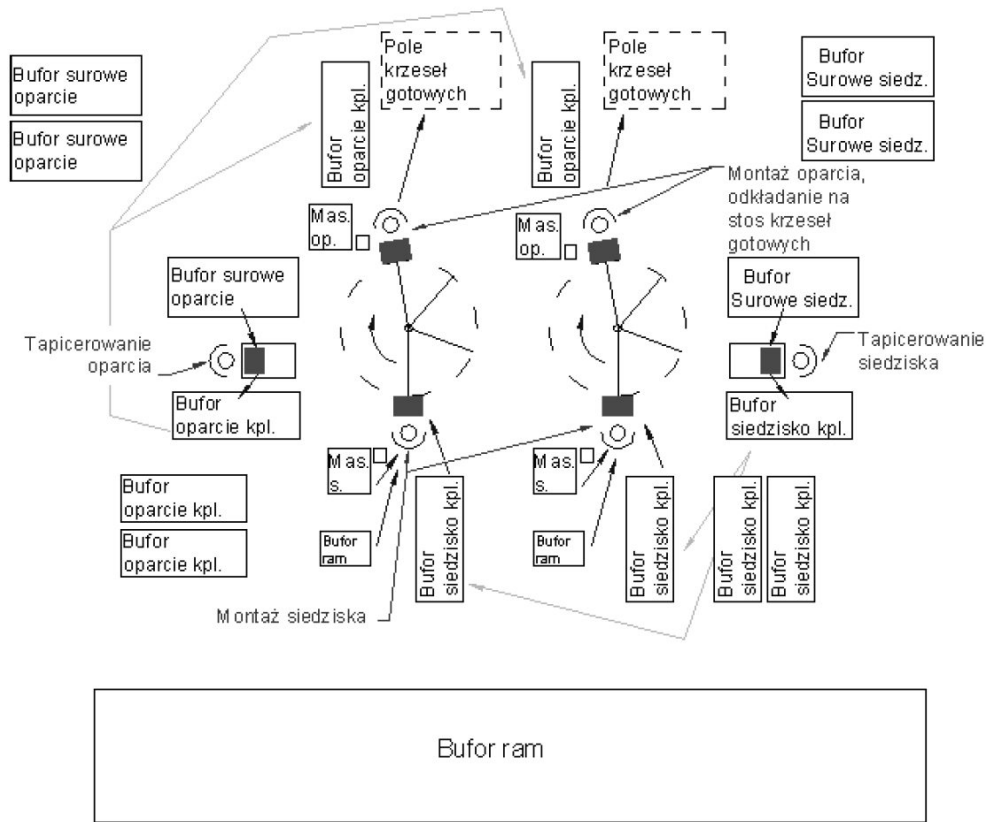 Bufor surowe
oparcie
Bufor surowe
oparcie
Bufor
oparcie kpl.
Pole
krzeseł
gotowych
Bufor
oparcie kpl.
Pole
krzeseł
gotowych
Bufor
Surowe siedz.
Bufor
Surowe siedz.
Montaż oparcia,
odkładanie na
stos krzeseł
gotowych
Mas.
op.
Mas.
op.
Bufor surowe
oparcie
Bufor
Surowe siedz.
Tapicerowanie
oparcia
Tapicerowanie
siedziska
Bufor
oparcie kpl.
Bufor
siedzisko kpl.
Mas.
s.
Mas.
s.
Bufor
oparcie kpl.
Bufor
oparcie kpl.
Bufor
ram
Bufor
siedzisko kpl.
Bufor
ram
Bufor
siedzisko kpl.
Bufor
siedzisko kpl.
Bufor
siedzisko kpl.
Montaż siedziska
Bufor ram